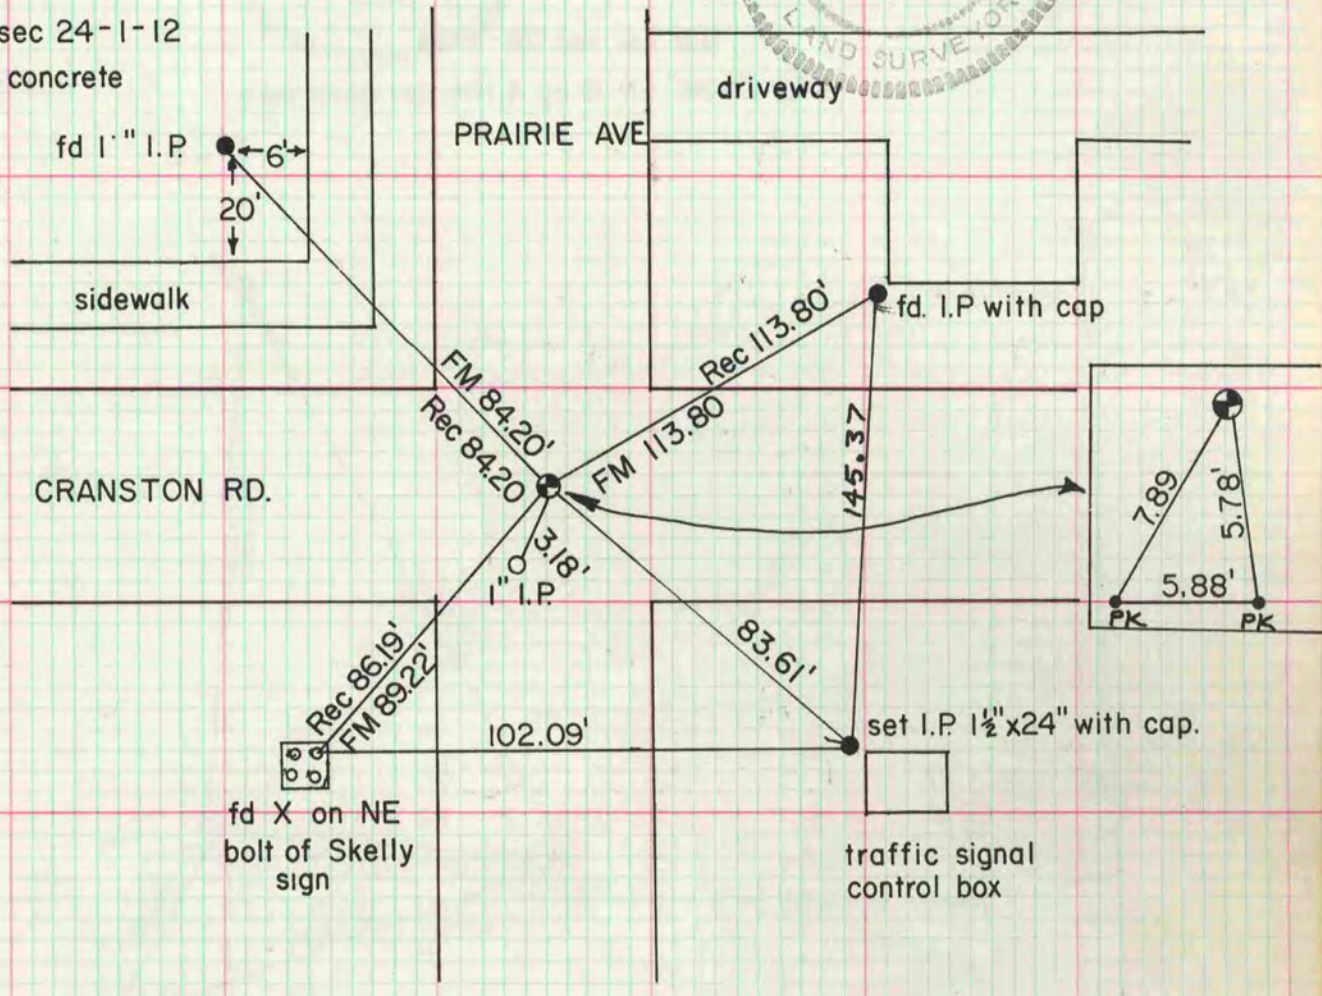 sec 24-1-12
concrete
fd 1" I.P.
6'
20'
sidewalk
PRAIRIE AVE
LAND SURVEYOR
driveway
Rec 113.80'
FM 113.80
fd. I.P with cap
FM 84.20'
Rec 84.20
CRANSTON RD.
145.37
7.89
5.78'
5.88'
PK
PK
3.18'
1" I.P.
Rec 86.19'
FM 89.22'
83.61'
102.09'
set I.P. 1½"x24" with cap.
fd X on NE
bolt of Skelly
sign
traffic signal
control box